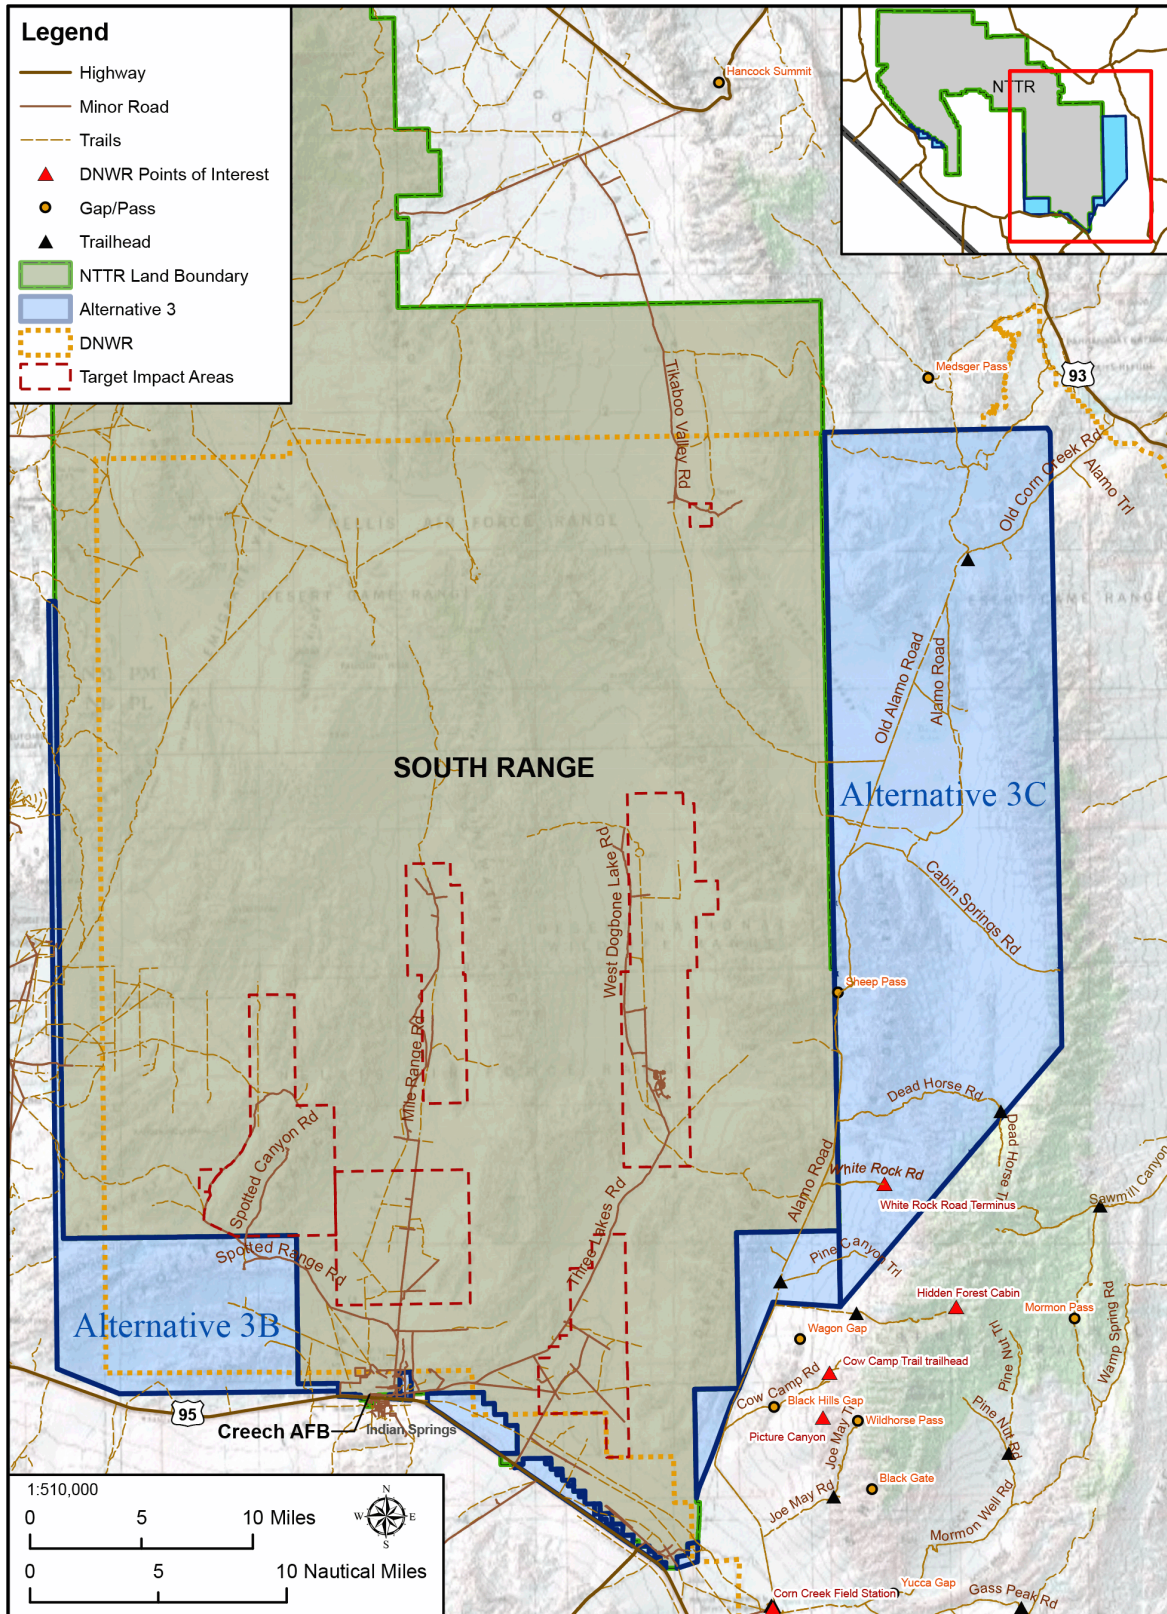 Legend
Highway
Minor Road
Trails
DNWR Points of Interest
Gap/Pass
Trailhead
NTTR Land Boundary
Alternative 3
DNWR
Target Impact Areas
NTTR
Hancock Summit
Medsger Pass
93
Tikaboo Valley Rd
Old Corn Creek Rd
Alamo Trl
NELLIS AIR FORCE RANGE
DESERT GAME RANGE
Old Alamo Road
Alamo Road
SOUTH RANGE
Alternative 3C
West Dogbone Lake Rd
Cabin Springs Rd
Sheep Pass
Mile Range Rd
Dead Horse Rd
Spotted Canyon Rd
Dead Horse Tr
White Rock Rd
Alamo Road
Sawmill Canyon
White Rock Road Terminus
Three Lakes Rd
Spotted Range Rd
Pine Canyon Trl
Hidden Forest Cabin
Mormon Pass
Alternative 3B
Wagon Gap
Pine Nut Trl
Wamp Spring Rd
Cow Camp Trail trailhead
Cow Camp Rd
Black Hills Gap
95
Creech AFB
Indian Springs
Picture Canyon
Wildhorse Pass
Joe May Tr
Pine Nut Rd
Black Gate
Joe May Rd
Mormon Well Rd
Yucca Gap
Corn Creek Field Station
Gass Peak Rd
1:510,000
0 5 10 Miles
0 5 10 Nautical Miles
N
W E
S